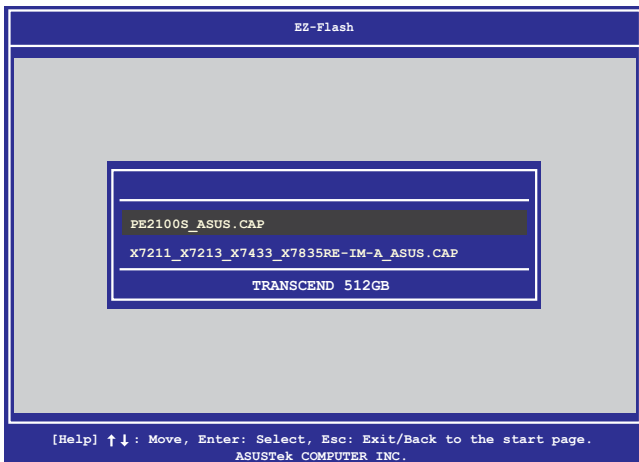 EZ-Flash
PE2100S_ASUS.CAP
X7211_X7213_X7433_X7835RE-IM-A_ASUS.CAP
TRANSCEND 512GB
[Help] ↑↓: Move, Enter: Select, Esc: Exit/Back to the start page.
ASUSTek COMPUTER INC.